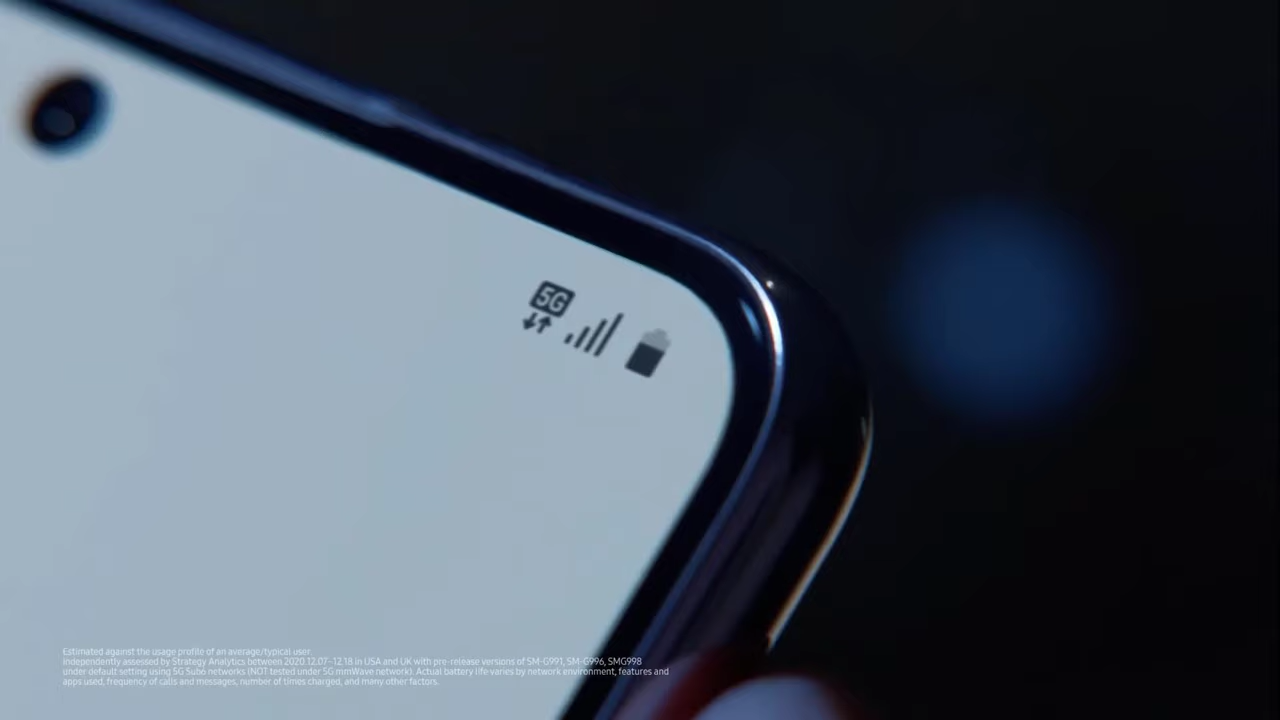 5G
Estimated against the usage profile of an average/typical user.
Independently assessed by Strategy Analytics between 2020.12.07-12.18 in USA and UK with pre-release versions of SM-G991, SM-G996, SMG998
under default setting using 5G Sub6 networks (NOT tested under 5G mmWave network). Actual battery life varies by network environment, features and
apps used, frequency of calls and messages, number of times charged, and many other factors.